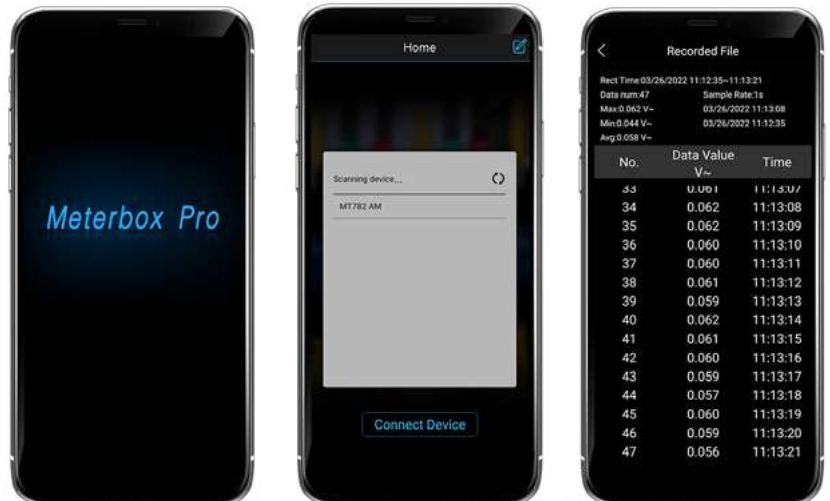 Meterbox Pro
Home
Scanning device...
MT782 AM
Connect Device
Recorded File
Rect Time:03/26/2022 11:12:35~11:13:21
Data num:47 Sample Rate:1s
Max:0.062 V~ 03/26/2022 11:13:08
Min:0.044 V~ 03/26/2022 11:12:35
Avg:0.058 V~
No. Data Value V~ Time
33 0.061 11:13:07
34 0.062 11:13:08
35 0.062 11:13:09
36 0.060 11:13:10
37 0.060 11:13:11
38 0.061 11:13:12
39 0.059 11:13:13
40 0.062 11:13:14
41 0.061 11:13:15
42 0.060 11:13:16
43 0.059 11:13:17
44 0.057 11:13:18
45 0.060 11:13:19
46 0.059 11:13:20
47 0.056 11:13:21